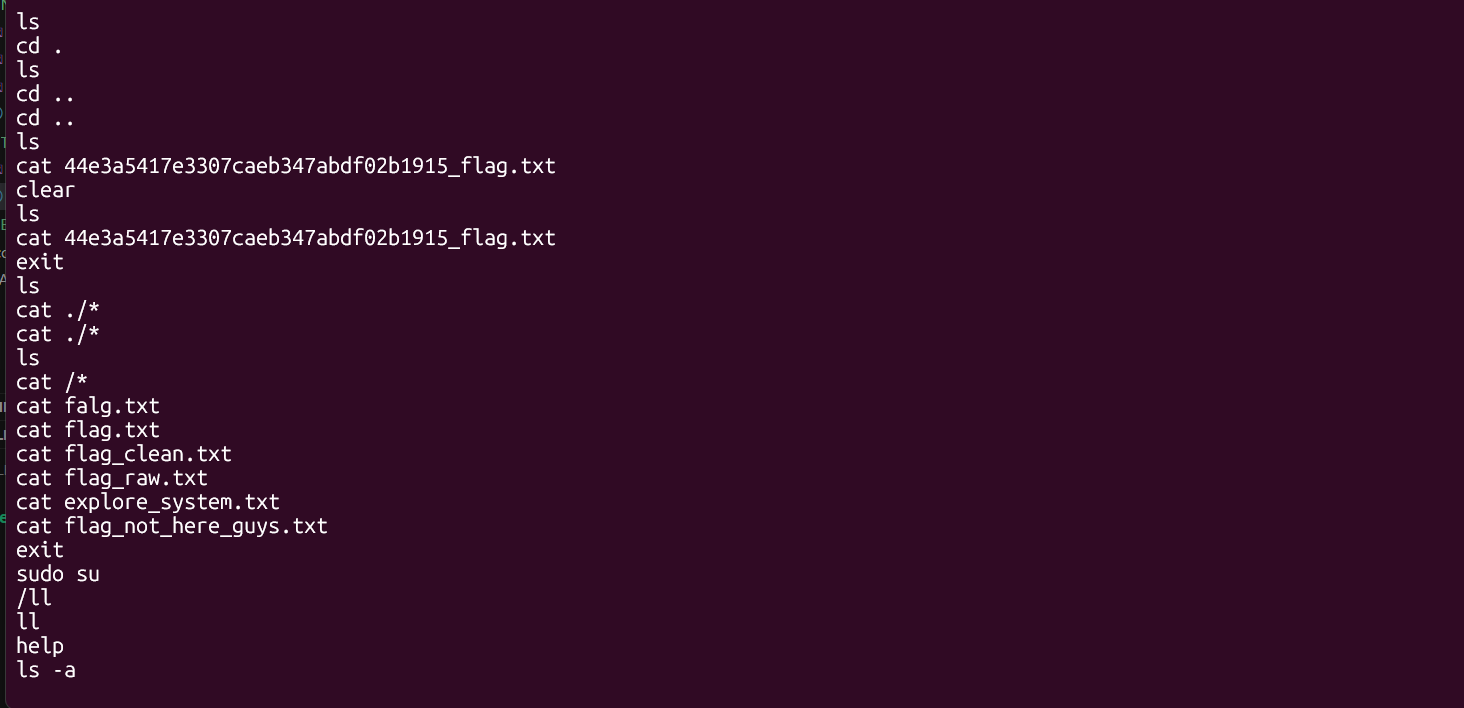 ls
cd .
ls
cd ..
cd ..
ls
cat 44e3a5417e3307caeb347abdf02b1915_flag.txt
clear
ls
cat 44e3a5417e3307caeb347abdf02b1915_flag.txt
exit
ls
cat ./*
cat ./*
ls
cat /*
cat falg.txt
cat flag.txt
cat flag_clean.txt
cat flag_raw.txt
cat explore_system.txt
cat flag_not_here_guys.txt
exit
sudo su
/ll
ll
help
ls -a